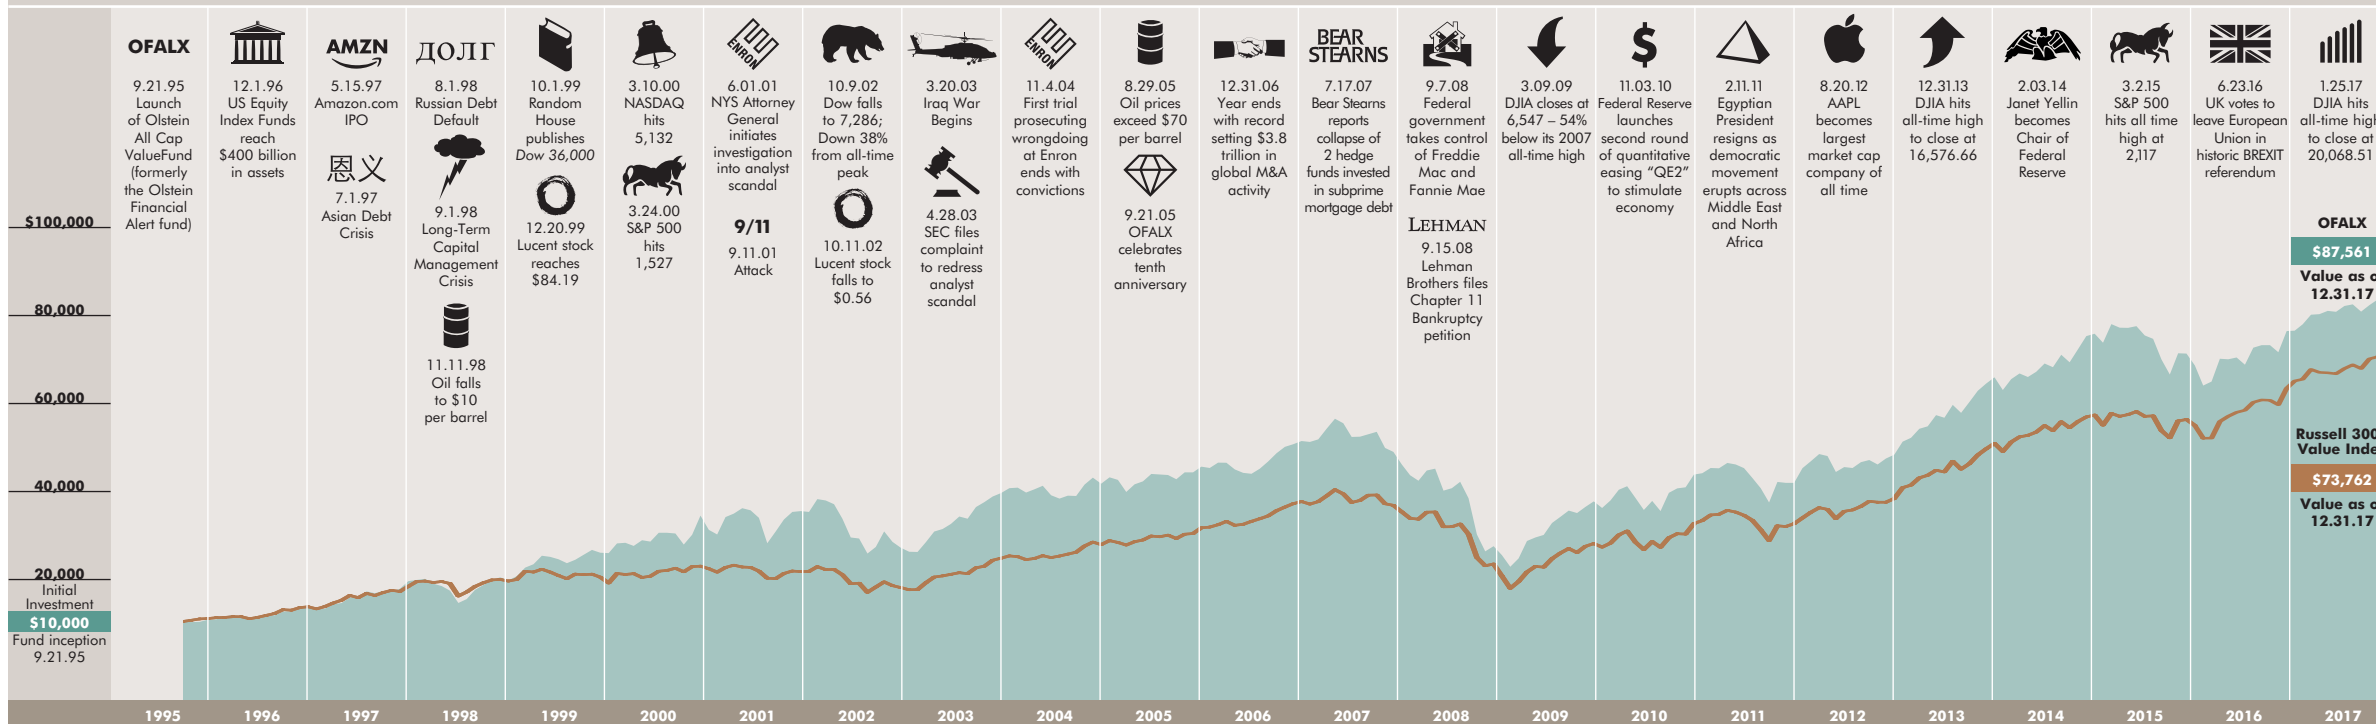 OFALX
9.21.95
Launch
of Olstein
All Cap
ValueFund
(formerly
the Olstein
Financial
Alert fund)
12.1.96
US Equity
Index Funds
reach
$400 billion
in assets
AMZN
5.15.97
Amazon.com
IPO
恩义
7.1.97
Asian Debt
Crisis
ДОЛГ
8.1.98
Russian Debt
Default
9.1.98
Long-Term
Capital
Management
Crisis
11.11.98
Oil falls
to $10
per barrel
10.1.99
Random
House
publishes
Dow 36,000
12.20.99
Lucent stock
reaches
$84.19
3.10.00
NASDAQ
hits
5,132
3.24.00
S&P 500
hits
1,527
ENRON
6.01.01
NYS Attorney
General
initiates
investigation
into analyst
scandal
9/11
9.11.01
Attack
10.9.02
Dow falls
to 7,286;
Down 38%
from all-time
peak
10.11.02
Lucent stock
falls to
$0.56
3.20.03
Iraq War
Begins
4.28.03
SEC files
complaint
to redress
analyst
scandal
ENRON
11.4.04
First trial
prosecuting
wrongdoing
at Enron
ends with
convictions
8.29.05
Oil prices
exceed $70
per barrel
9.21.05
OFALX
celebrates
tenth
anniversary
12.31.06
Year ends
with record
setting $3.8
trillion in
global M&A
activity
BEAR
STEARNS
7.17.07
Bear Stearns
reports
collapse of
2 hedge
funds invested
in subprime
mortgage debt
9.7.08
Federal
government
takes control
of Freddie
Mac and
Fannie Mae
LEHMAN
9.15.08
Lehman
Brothers files
Chapter 11
Bankruptcy
petition
3.09.09
DJIA closes at
6,547 – 54%
below its 2007
all-time high
$
11.03.10
Federal Reserve
launches
second round
of quantitative
easing "QE2"
to stimulate
economy
2.11.11
Egyptian
President
resigns as
democratic
movement
erupts across
Middle East
and North
Africa
8.20.12
AAPL
becomes
largest
market cap
company of
all time
12.31.13
DJIA hits
all-time high
to close at
16,576.66
2.03.14
Janet Yellin
becomes
Chair of
Federal
Reserve
3.2.15
S&P 500
hits all time
high at
2,117
6.23.16
UK votes to
leave European
Union in
historic BREXIT
referendum
1.25.17
DJIA hits
all-time high
to close at
20,068.51
OFALX
$87,561
Value as o
12.31.17
Russell 300
Value Inde
$73,762
Value as o
12.31.17
$100,000
80,000
60,000
40,000
20,000
Initial
Investment
$10,000
Fund inception
9.21.95
1995 1996 1997 1998 1999 2000 2001 2002 2003 2004 2005 2006 2007 2008 2009 2010 2011 2012 2013 2014 2015 2016 2017